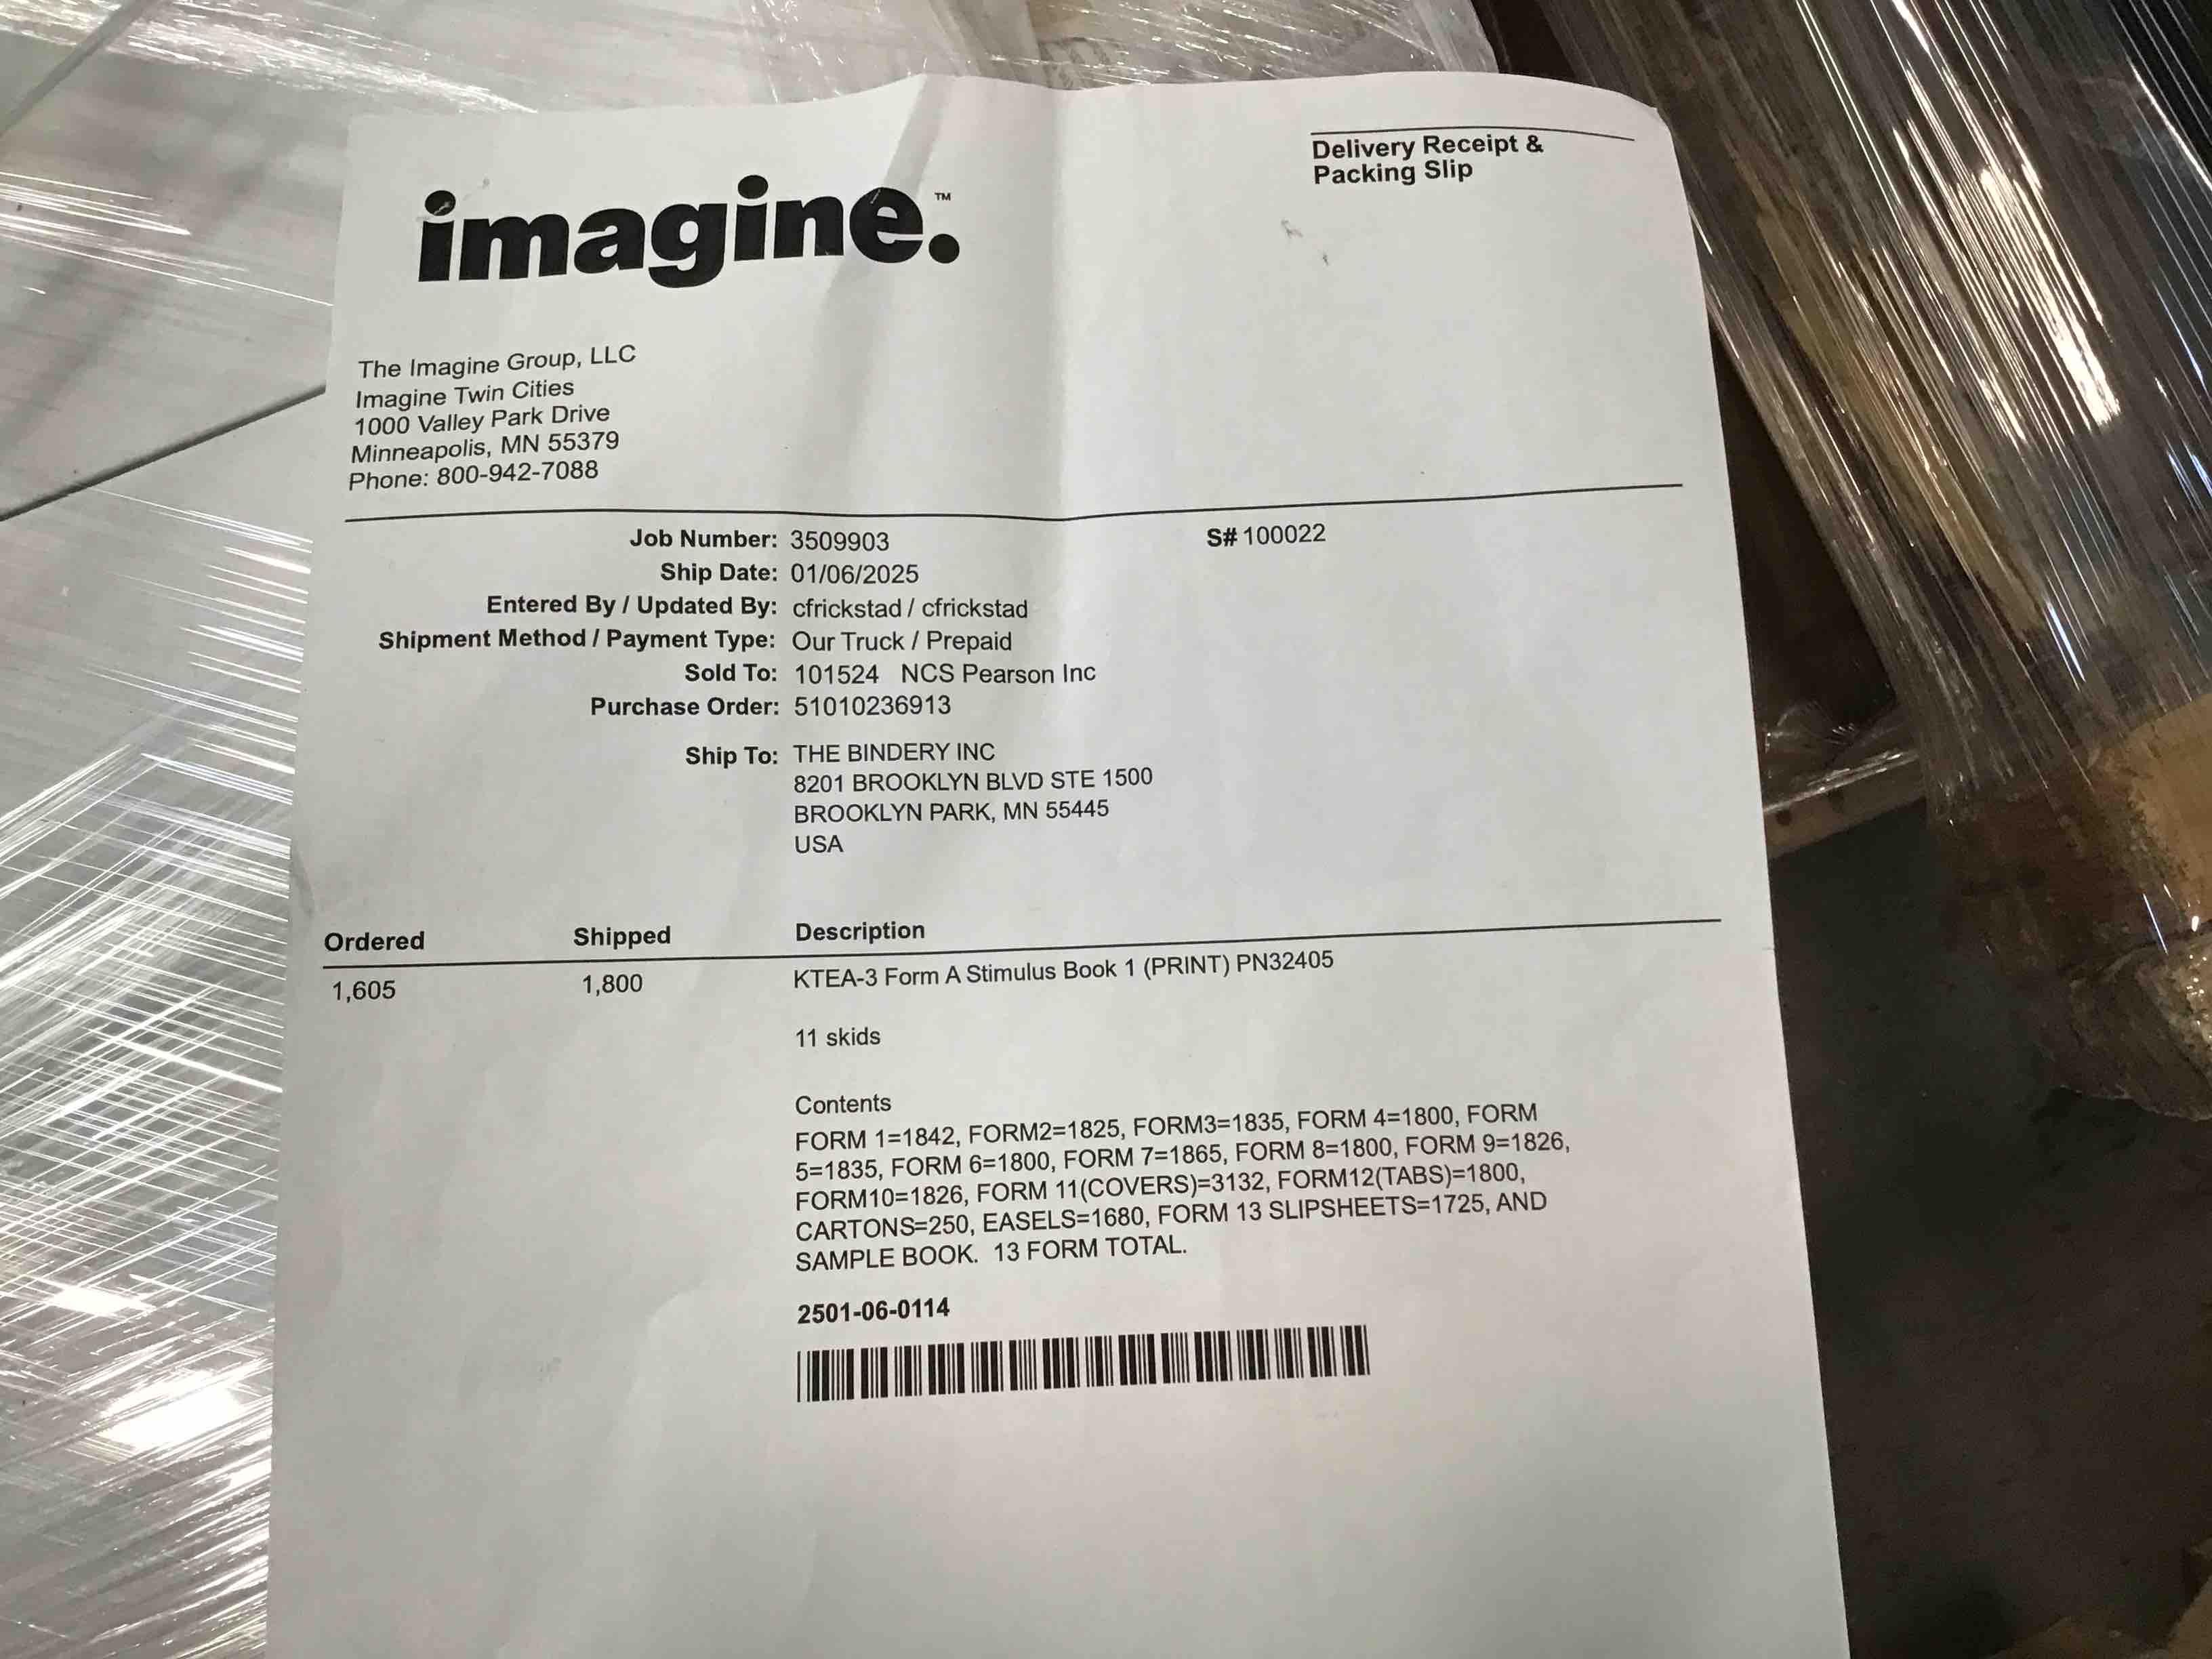 imagine.™
Delivery Receipt &
Packing Slip
The Imagine Group, LLC
Imagine Twin Cities
1000 Valley Park Drive
Minneapolis, MN 55379
Phone: 800-942-7088
Job Number: 3509903 S# 100022
Ship Date: 01/06/2025
Entered By / Updated By: cfrickstad / cfrickstad
Shipment Method / Payment Type: Our Truck / Prepaid
Sold To: 101524 NCS Pearson Inc
Purchase Order: 51010236913
Ship To: THE BINDERY INC
8201 BROOKLYN BLVD STE 1500
BROOKLYN PARK, MN 55445
USA
Ordered Shipped Description
1,605 1,800 KTEA-3 Form A Stimulus Book 1 (PRINT) PN32405
11 skids
Contents
FORM 1=1842, FORM2=1825, FORM3=1835, FORM 4=1800, FORM
5=1835, FORM 6=1800, FORM 7=1865, FORM 8=1800, FORM 9=1826,
FORM10=1826, FORM 11(COVERS)=3132, FORM12(TABS)=1800,
CARTONS=250, EASELS=1680, FORM 13 SLIPSHEETS=1725, AND
SAMPLE BOOK. 13 FORM TOTAL.
2501-06-0114